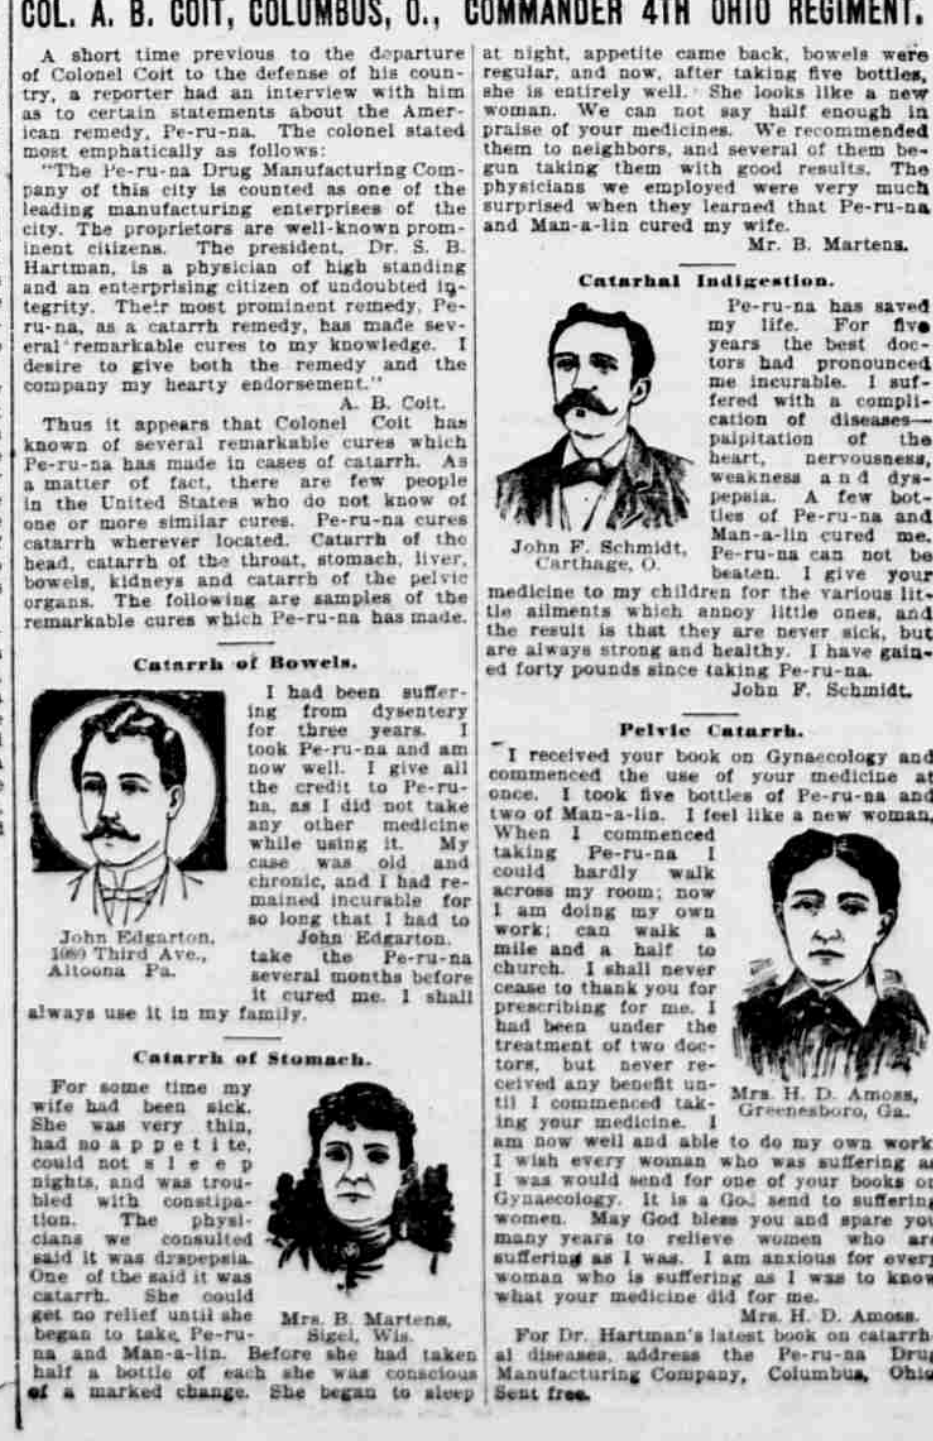 COL. A. B. COIT, COLUMBUS, O., COMMANDER 4TH OHIO REGIMENT.
A short time previous to the departure
of Colonel Coit to the defense of his coun-
try, a reporter had an interview with him
as to certain statements about the Amer-
ican remedy, Pe-ru-na. The colonel stated
most emphatically as follows:
"The Pe-ru-na Drug Manufacturing Com-
pany of this city is counted as one of the
leading manufacturing enterprises of the
city. The proprietors are well-known prom-
inent citizens. The president, Dr. S. B.
Hartman, is a physician of high standing
and an enterprising citizen of undoubted in-
tegrity. Their most prominent remedy, Pe-
ru-na, as a catarrh remedy, has made sev-
eral remarkable cures to my knowledge. I
desire to give both the remedy and the
company my hearty endorsement."
A. B. Coit.
Thus it appears that Colonel Coit has
known of several remarkable cures which
Pe-ru-na has made in cases of catarrh. As
a matter of fact, there are few people
in the United States who do not know of
one or more similar cures. Pe-ru-na cures
catarrh wherever located. Catarrh of the
head, catarrh of the throat, stomach, liver,
bowels, kidneys and catarrh of the pelvic
organs. The following are samples of the
remarkable cures which Pe-ru-na has made.
Catarrh of Bowels.
I had been suffer-
ing from dysentery
for three years. I
took Pe-ru-na and am
now well. I give all
the credit to Pe-ru-
na, as I did not take
any other medicine
while using it. My
case was old and
chronic, and I had re-
mained incurable for
so long that I had to
John Edgarton.
take the Pe-ru-na
several months before
it cured me. I shall
always use it in my family.
John Edgarton,
1080 Third Ave.,
Altoona Pa.
Catarrh of Stomach.
For some time my
wife had been sick.
She was very thin,
had no appetite,
could not sleep
nights, and was trou-
bled with constipa-
tion. The physi-
cians we consulted
said it was dyspepsia.
One of the said it was
catarrh. She could
get no relief until she
began to take Pe-ru-
na and Man-a-lin. Before she had taken
half a bottle of each she was conscious
of a marked change. She began to sleep
Mrs. B. Martens,
Sigel, Wis.
at night, appetite came back, bowels were
regular, and now, after taking five bottles,
she is entirely well. She looks like a new
woman. We can not say half enough in
praise of your medicines. We recommended
them to neighbors, and several of them be-
gun taking them with good results. The
physicians we employed were very much
surprised when they learned that Pe-ru-na
and Man-a-lin cured my wife.
Mr. B. Martens.
Catarhal Indigestion.
Pe-ru-na has saved
my life. For five
years the best doc-
tors had pronounced
me incurable. I suf-
fered with a compli-
cation of diseases—
palpitation of the
heart, nervousness,
weakness and dys-
pepsia. A few bot-
tles of Pe-ru-na and
Man-a-lin cured me.
Pe-ru-na can not be
beaten. I give your
medicine to my children for the various lit-
tle ailments which annoy little ones, and
the result is that they are never sick, but
are always strong and healthy. I have gain-
ed forty pounds since taking Pe-ru-na.
John F. Schmidt.
John F. Schmidt,
Carthage, O.
Pelvic Catarrh.
I received your book on Gynaecology and
commenced the use of your medicine at
once. I took five bottles of Pe-ru-na and
two of Man-a-lin. I feel like a new woman.
When I commenced
taking Pe-ru-na I
could hardly walk
across my room; now
I am doing my own
work; can walk a
mile and a half to
church. I shall never
cease to thank you for
prescribing for me. I
had been under the
treatment of two doc-
tors, but never re-
ceived any benefit un-
til I commenced tak-
ing your medicine. I
am now well and able to do my own work
I wish every woman who was suffering as
I was would send for one of your books on
Gynaecology. It is a God send to suffering
women. May God bless you and spare you
many years to relieve women who are
suffering as I was. I am anxious for every
woman who is suffering as I was to know
what your medicine did for me.
Mrs. H. D. Amoss.
Mrs. H. D. Amoss,
Greenesboro, Ga.
For Dr. Hartman's latest book on catarrh-
al diseases, address the Pe-ru-na Drug
Manufacturing Company, Columbus, Ohio
Sent free.